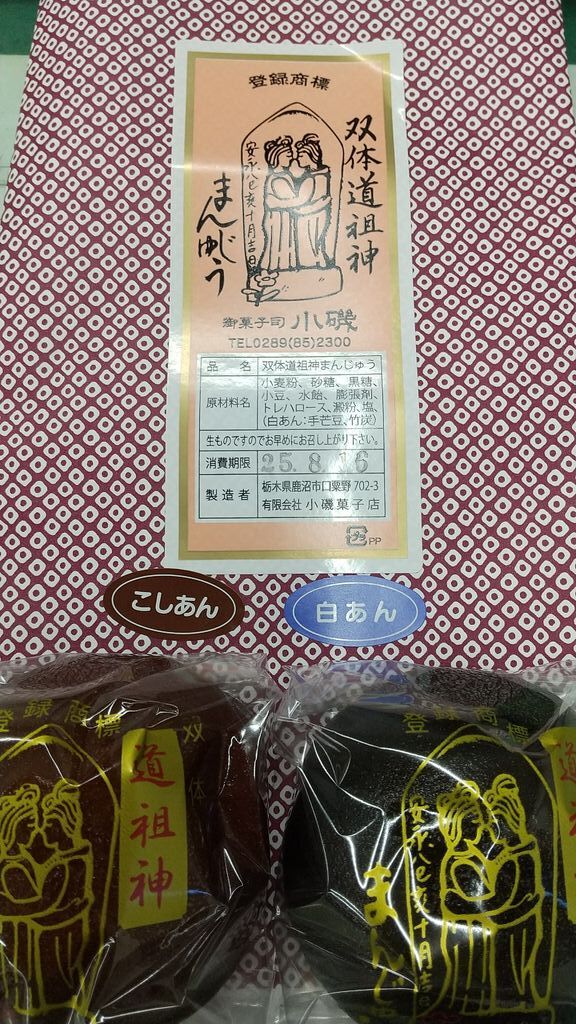 登録商標
双体道祖神
安永八己亥十月吉日
まんじゅう
御菓子司 小磯
TEL0289(85)2300
品名 双体道祖神まんじゅう
原材料名 小麦粉、砂糖、黒糖、
小豆、水飴、膨張剤、
トレハロース、澱粉、塩、
(白あん:手芒豆、竹炭)
生ものですのでお早めにお召し上がり下さい。
消費期限 25.8.16
製造者 栃木県鹿沼市口粟野702-3
有限会社 小磯菓子店
プラ PP
こしあん
白あん
登録商標
双体
道祖神
登録商標
道
安永八己亥十月吉日
まんじゅ